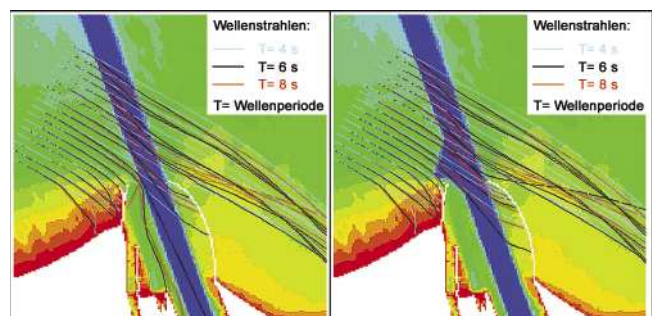 Wellenstrahlen:
T= 4 s
T= 6 s
T= 8 s
T= Wellenperiode
Wellenstrahlen:
T= 4 s
T= 6 s
T= 8 s
T= Wellenperiode